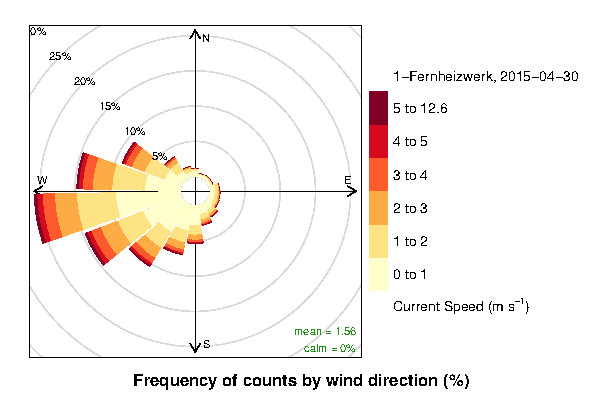 0%
25%
20%
15%
10%
5%
N
W
E
S
mean = 1.56
calm = 0%
1−Fernheizwerk, 2015−04−30
5 to 12.6
4 to 5
3 to 4
2 to 3
1 to 2
0 to 1
Current Speed (m s⁻¹)
Frequency of counts by wind direction (%)